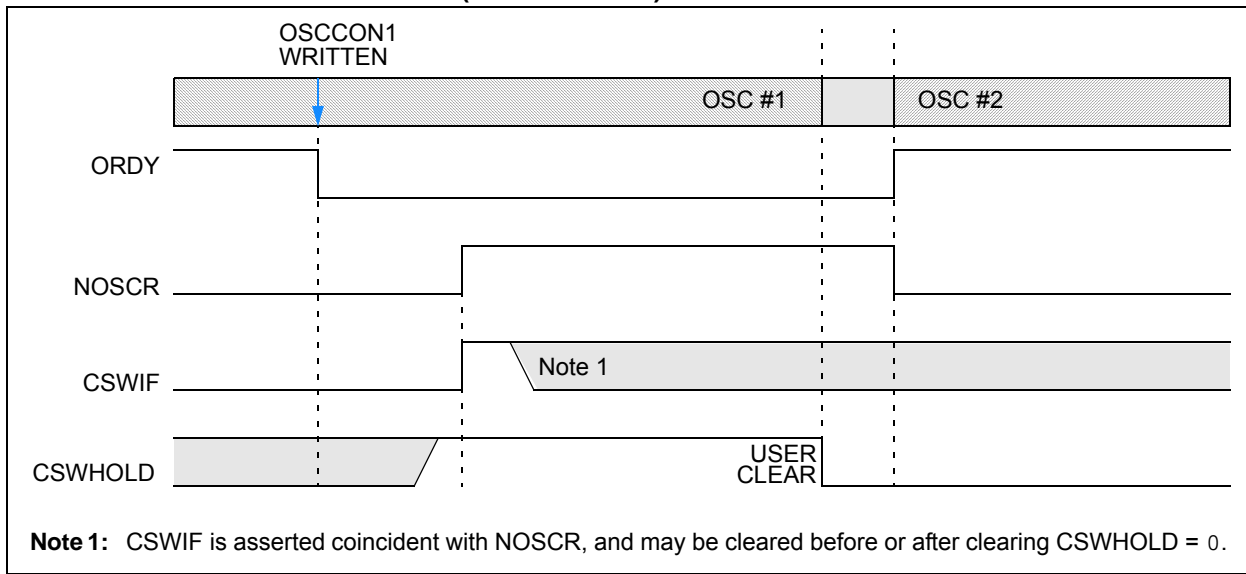 OSCCON1
WRITTEN
OSC #1
OSC #2
ORDY
NOSCR
CSWIF
Note 1
CSWHOLD
USER
CLEAR
Note 1: CSWIF is asserted coincident with NOSCR, and may be cleared before or after clearing CSWHOLD = 0.